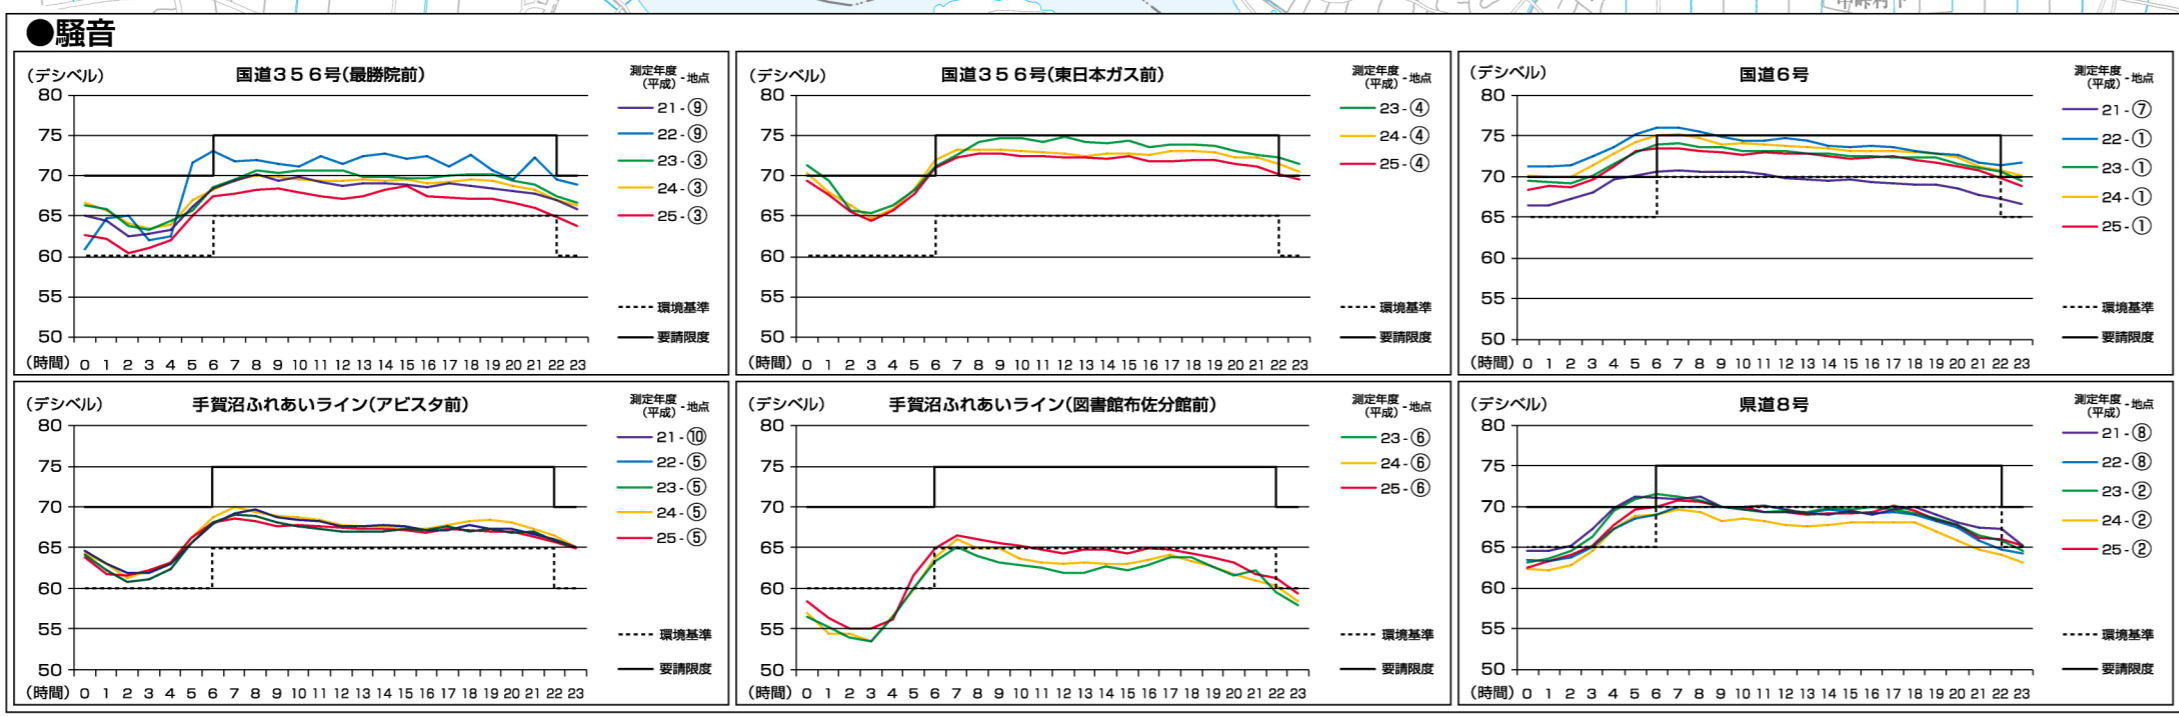 中峠村下
●騒音
(デシベル) 国道356号(最勝院前) 測定年度(平成)-地点
80
75
70
65
60
55
50
21-⑨
22-⑨
23-③
24-③
25-③
環境基準
要請限度
(時間) 0 1 2 3 4 5 6 7 8 9 10 11 12 13 14 15 16 17 18 19 20 21 22 23
(デシベル) 国道356号(東日本ガス前) 測定年度(平成)-地点
80
75
70
65
60
55
50
23-④
24-④
25-④
環境基準
要請限度
(時間) 0 1 2 3 4 5 6 7 8 9 10 11 12 13 14 15 16 17 18 19 20 21 22 23
(デシベル) 国道6号 測定年度(平成)-地点
80
75
70
65
60
55
50
21-⑦
22-①
23-①
24-①
25-①
環境基準
要請限度
(時間) 0 1 2 3 4 5 6 7 8 9 10 11 12 13 14 15 16 17 18 19 20 21 22 23
(デシベル) 手賀沼ふれあいライン(アビスタ前) 測定年度(平成)-地点
80
75
70
65
60
55
50
21-⑩
22-⑤
23-⑤
24-⑤
25-⑤
環境基準
要請限度
(時間) 0 1 2 3 4 5 6 7 8 9 10 11 12 13 14 15 16 17 18 19 20 21 22 23
(デシベル) 手賀沼ふれあいライン(図書館布佐分館前) 測定年度(平成)-地点
80
75
70
65
60
55
50
23-⑥
24-⑥
25-⑥
環境基準
要請限度
(時間) 0 1 2 3 4 5 6 7 8 9 10 11 12 13 14 15 16 17 18 19 20 21 22 23
(デシベル) 県道8号 測定年度(平成)-地点
80
75
70
65
60
55
50
21-⑧
22-⑧
23-②
24-②
25-②
環境基準
要請限度
(時間) 0 1 2 3 4 5 6 7 8 9 10 11 12 13 14 15 16 17 18 19 20 21 22 23